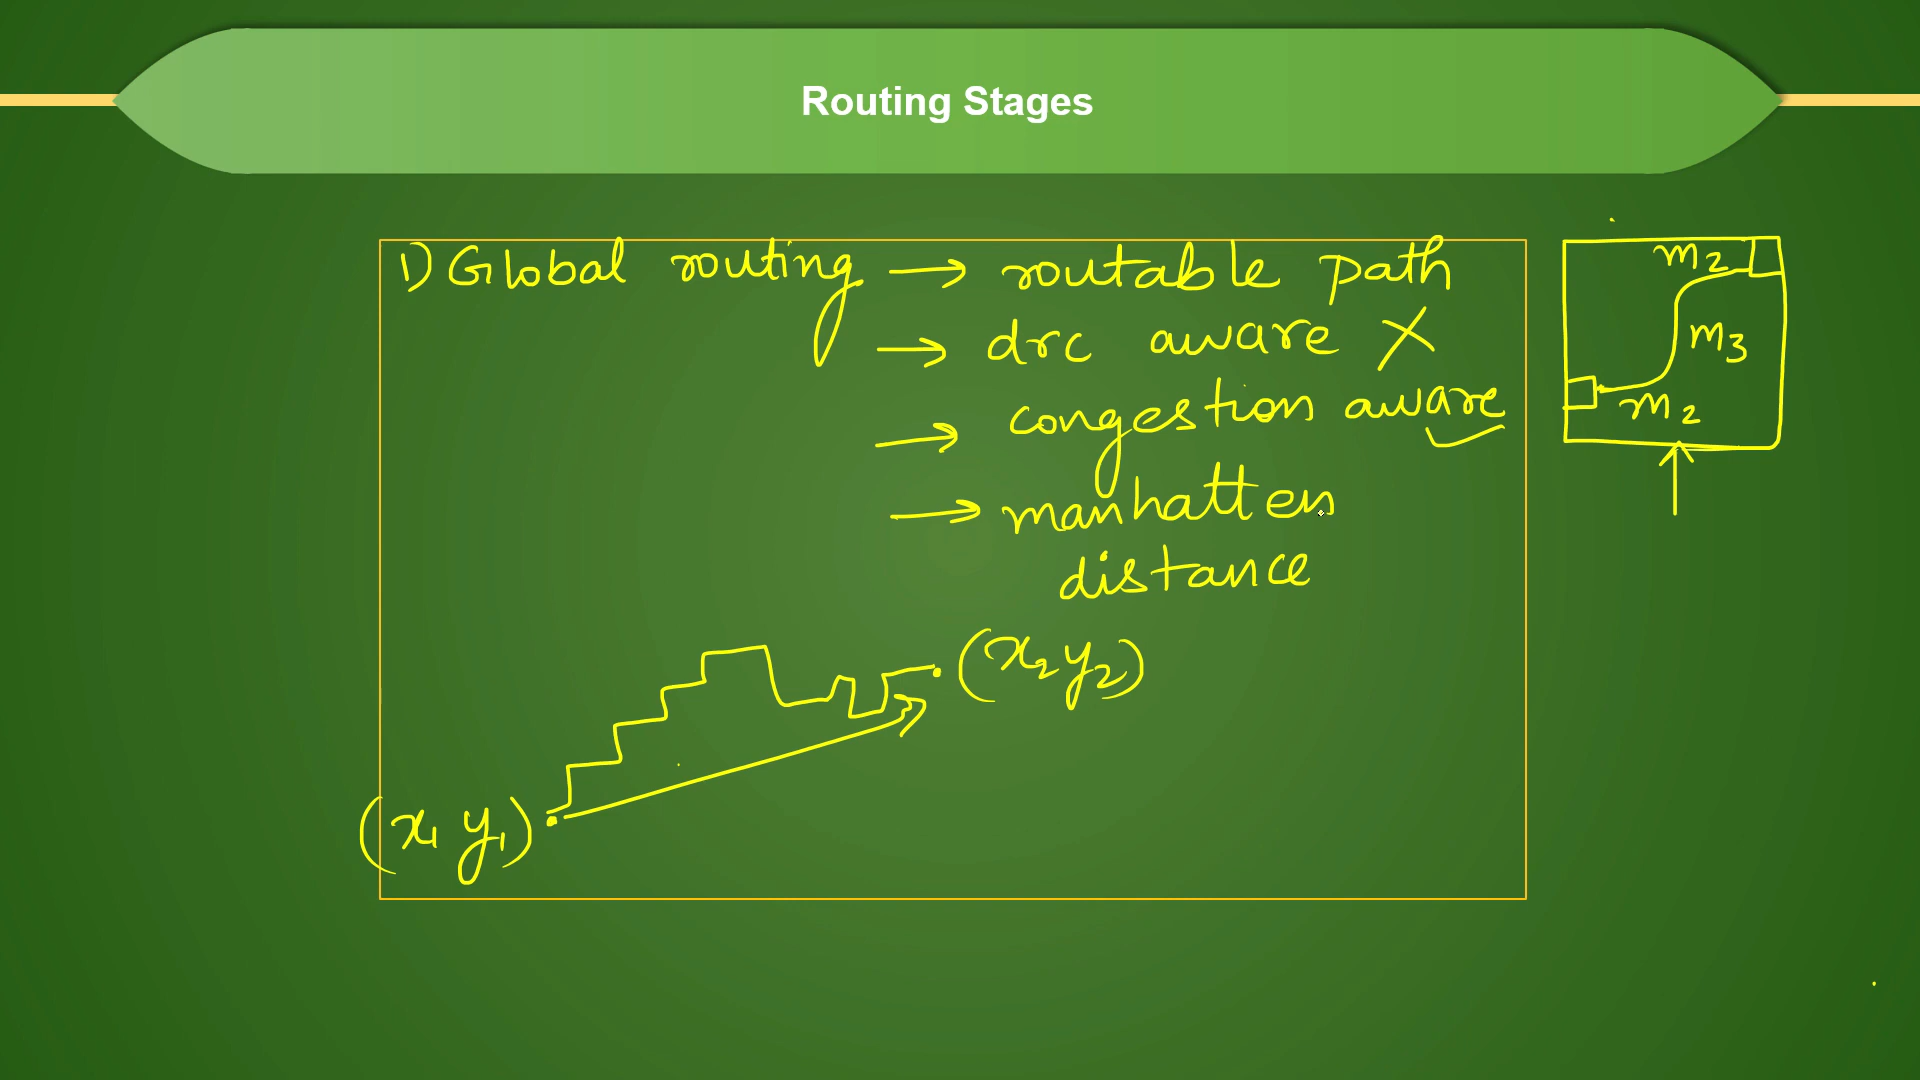 Routing Stages
1) Global routing → routable path
→ drc aware X
→ congestion aware ✓
→ manhatten
distance
(x2 y2)
(x1 y1)
m2
m3
m2